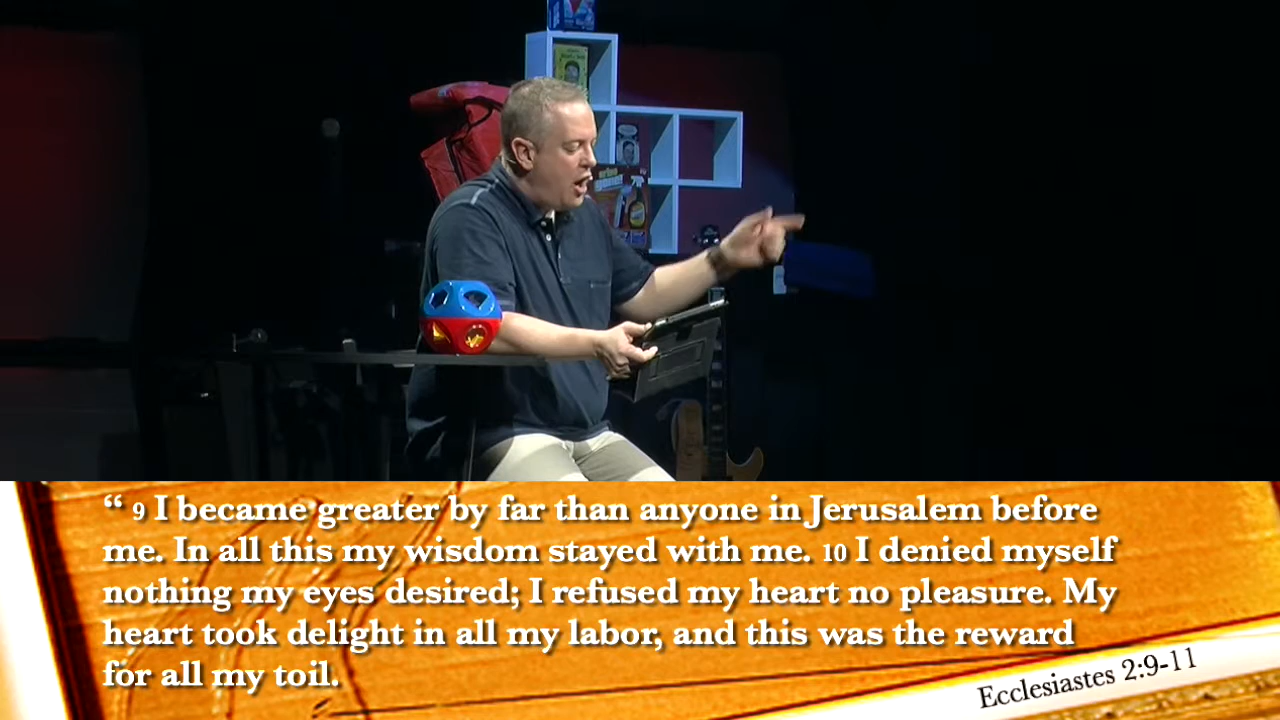 “ 9 I became greater by far than anyone in Jerusalem before
me. In all this my wisdom stayed with me. 10 I denied myself
nothing my eyes desired; I refused my heart no pleasure. My
heart took delight in all my labor, and this was the reward
for all my toil.
Ecclesiastes 2:9-11